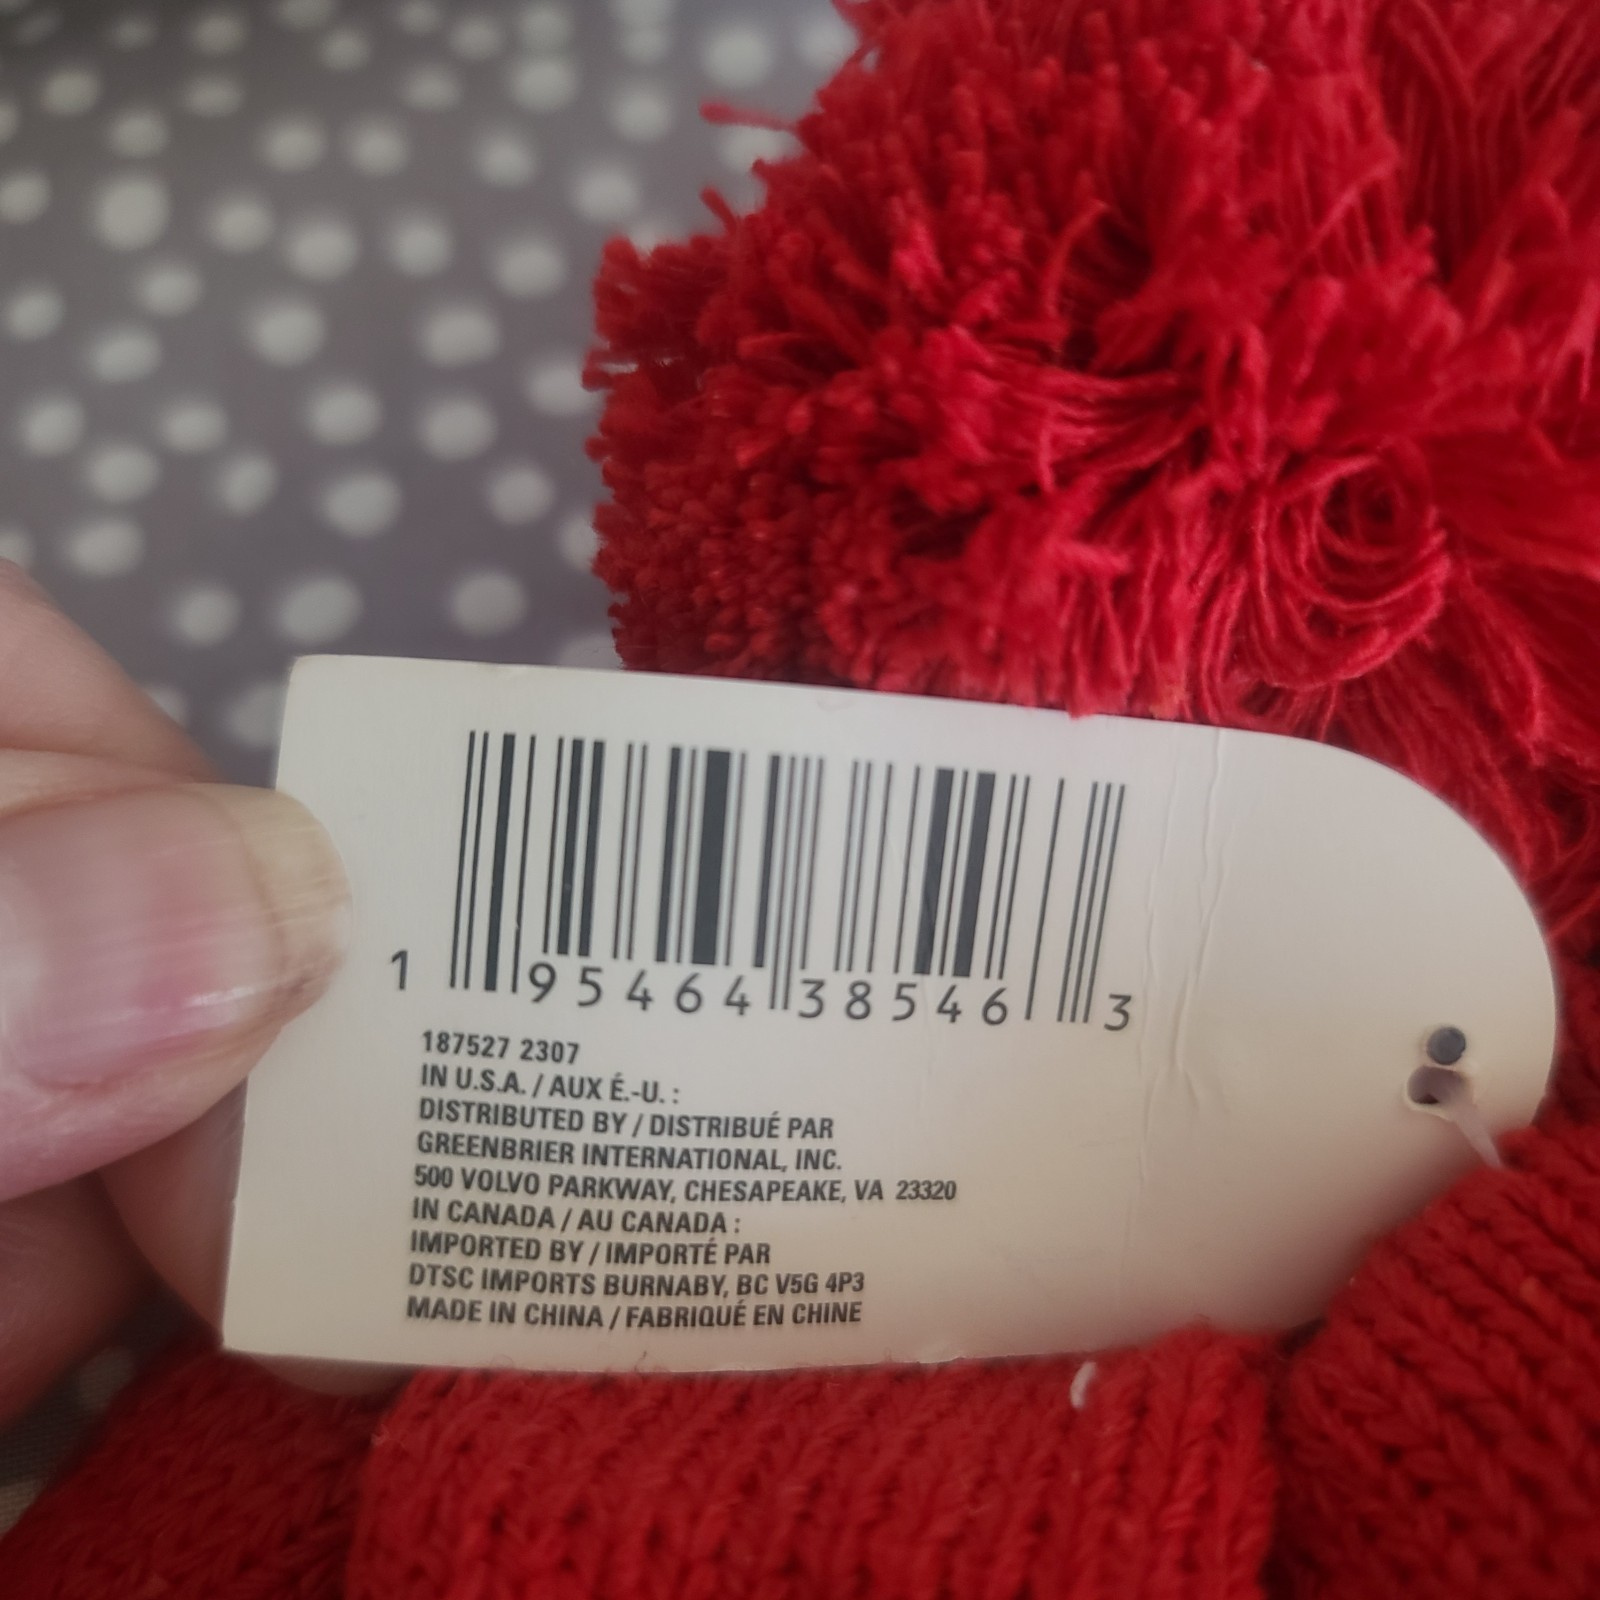 1 95464 38546 3
187527 2307
IN U.S.A. / AUX É.-U. :
DISTRIBUTED BY / DISTRIBUÉ PAR
GREENBRIER INTERNATIONAL, INC.
500 VOLVO PARKWAY, CHESAPEAKE, VA 23320
IN CANADA / AU CANADA :
IMPORTED BY / IMPORTÉ PAR
DTSC IMPORTS BURNABY, BC V5G 4P3
MADE IN CHINA / FABRIQUÉ EN CHINE